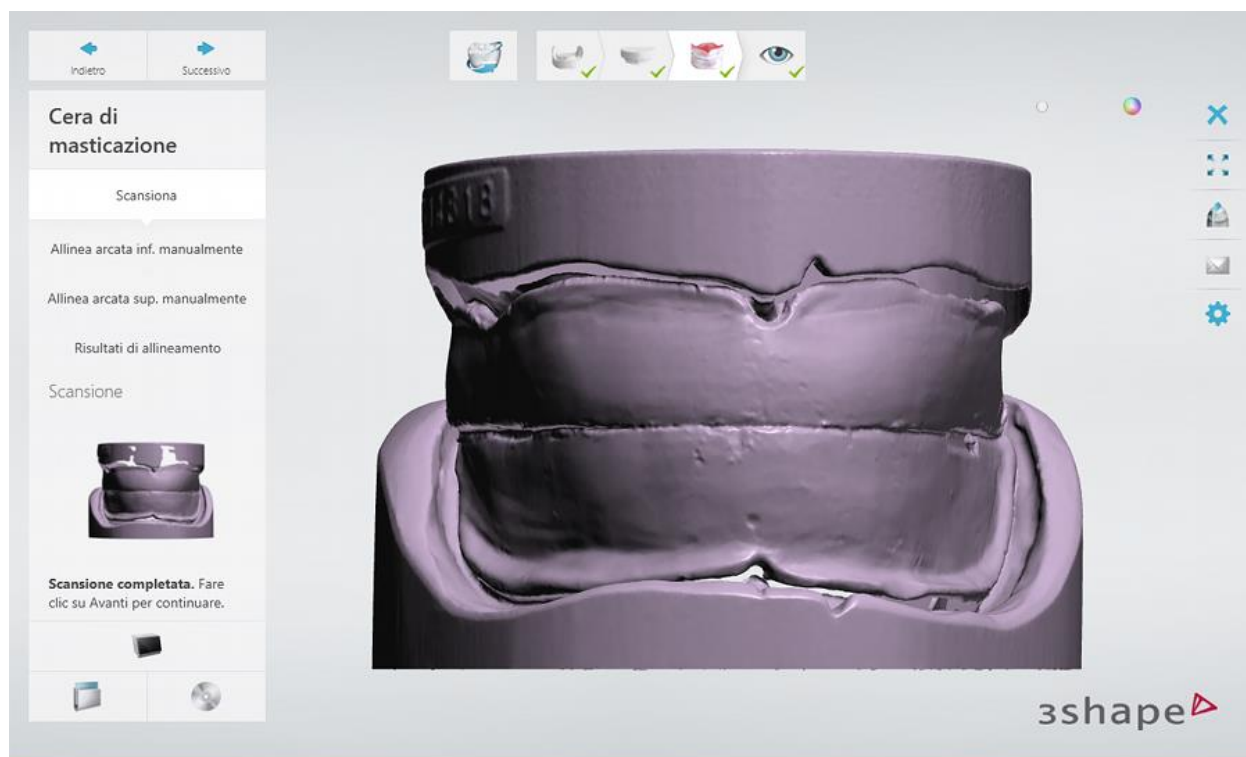 Indietro
Successivo
Cera di
masticazione
Scansiona
Allinea arcata inf. manualmente
Allinea arcata sup. manualmente
Risultati di allineamento
Scansione
Scansione completata. Fare
clic su Avanti per continuare.
3shape